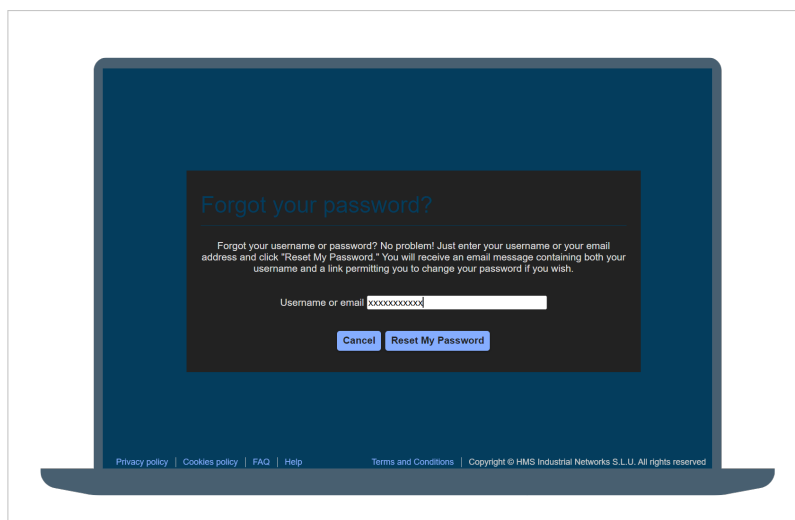 Forgot your password?
Forgot your username or password? No problem! Just enter your username or your email
address and click "Reset My Password." You will receive an email message containing both your
username and a link permitting you to change your password if you wish.
Username or email xxxxxxxxxxx
Cancel Reset My Password
Privacy policy | Cookies policy | FAQ | Help Terms and Conditions | Copyright © HMS Industrial Networks S.L.U. All rights reserved